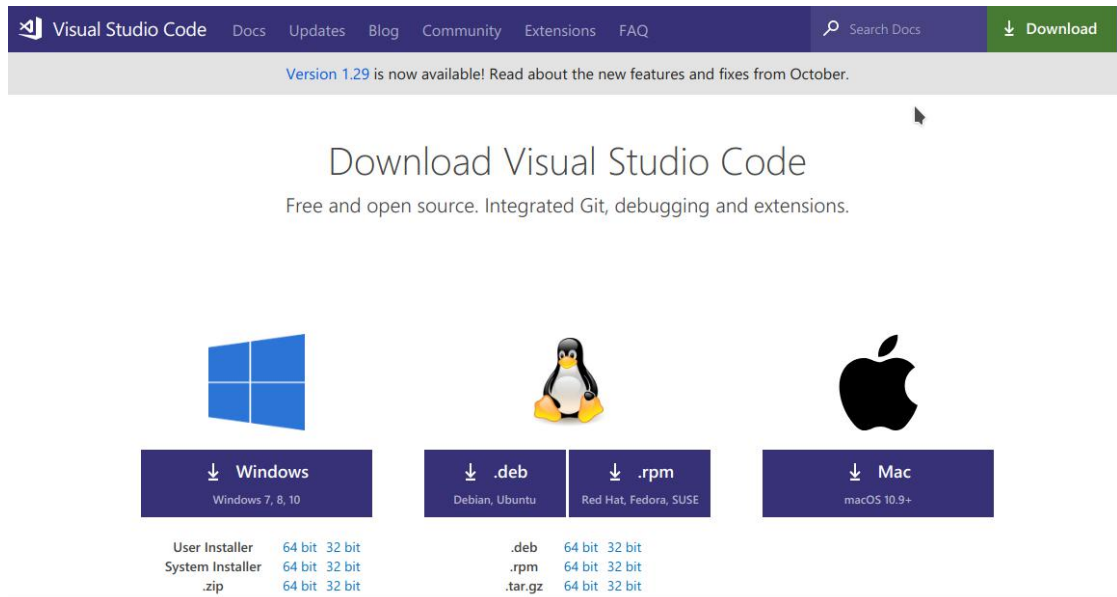 Visual Studio Code Docs Updates Blog Community Extensions FAQ Search Docs Download
Version 1.29 is now available! Read about the new features and fixes from October.
Download Visual Studio Code
Free and open source. Integrated Git, debugging and extensions.
Windows
Windows 7, 8, 10
User Installer 64 bit 32 bit
System Installer 64 bit 32 bit
.zip 64 bit 32 bit
.deb
Debian, Ubuntu
.rpm
Red Hat, Fedora, SUSE
.deb 64 bit 32 bit
.rpm 64 bit 32 bit
.tar.gz 64 bit 32 bit
Mac
macOS 10.9+